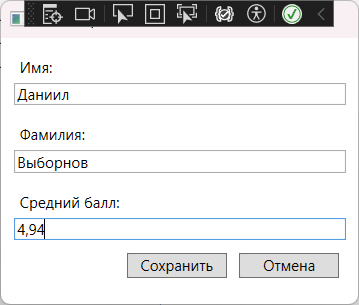 Имя:
Даниил
Фамилия:
Выборнов
Средний балл:
4,94
Сохранить Отмена